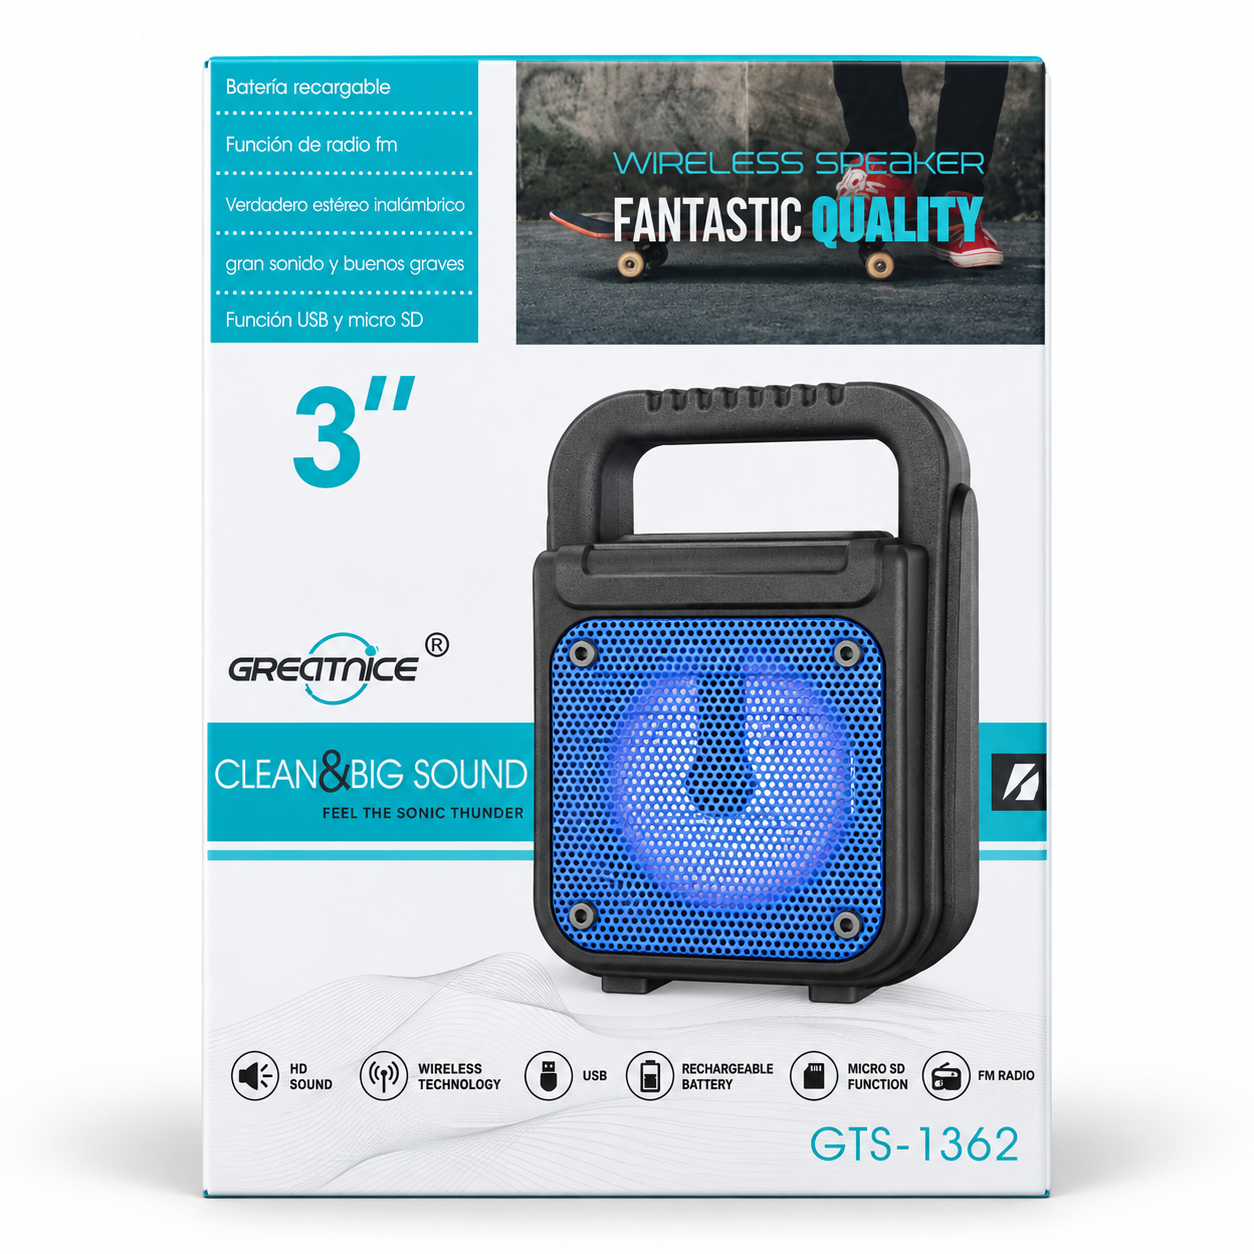 Batería recargable
Función de radio fm
Verdadero estéreo inalámbrico
gran sonido y buenos graves
Función USB y micro SD
WIRELESS SPEAKER
FANTASTIC QUALITY
3"
GREATNICE ®
CLEAN&BIG SOUND
FEEL THE SONIC THUNDER
HD
SOUND
WIRELESS
TECHNOLOGY
USB
RECHARGEABLE
BATTERY
MICRO SD
FUNCTION
FM RADIO
GTS-1362